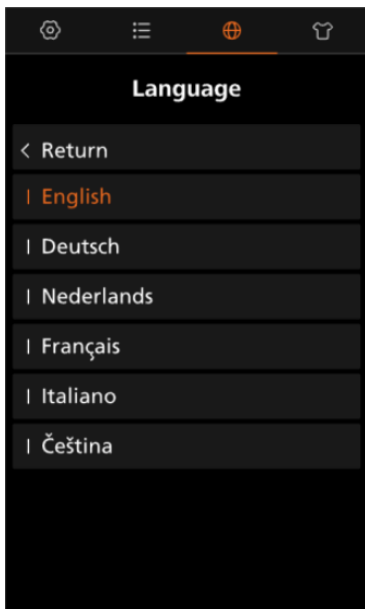 Language
< Return
| English
| Deutsch
| Nederlands
| Français
| Italiano
| Čeština